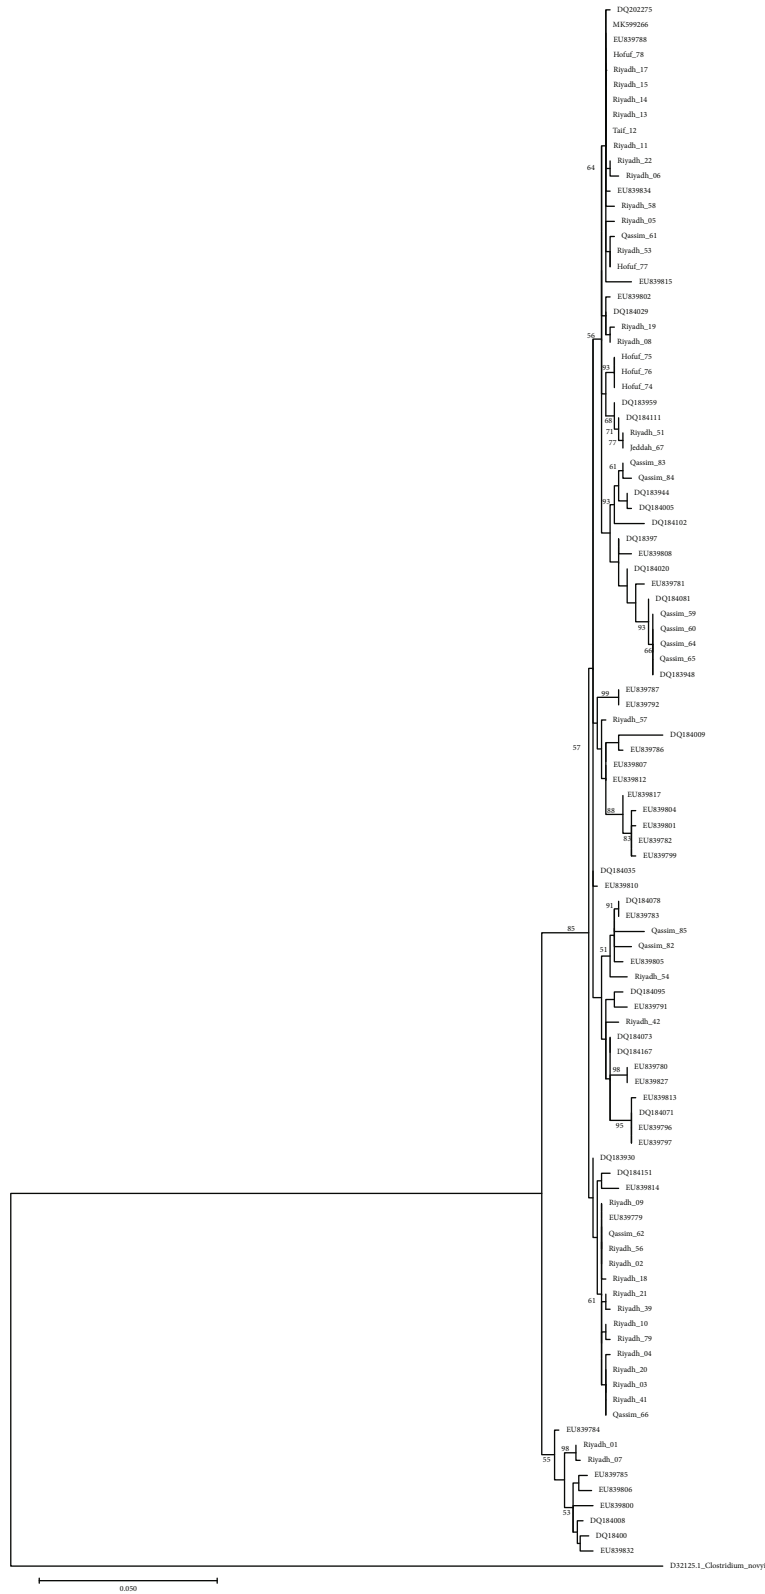 DQ202275
MK599266
EU839788
Hofuf_78
Riyadh_17
Riyadh_15
Riyadh_14
Riyadh_13
Taif_12
Riyadh_11
Riyadh_22
64
Riyadh_06
EU839834
Riyadh_58
Riyadh_05
Qassim_61
Riyadh_53
Hofuf_77
EU839815
EU839802
DQ184029
Riyadh_19
56
Riyadh_08
Hofuf_75
93
Hofuf_76
Hofuf_74
DQ183959
DQ184111
68
Riyadh_51
71
77
Jeddah_67
Qassim_83
61
Qassim_84
DQ183944
93
DQ184005
DQ184102
DQ18397
EU839808
DQ184020
EU839781
DQ184081
Qassim_59
93
Qassim_60
Qassim_64
66
Qassim_65
DQ183948
EU839787
99
EU839792
Riyadh_57
DQ184009
57
EU839786
EU839807
EU839812
EU839817
88
EU839804
EU839801
83
EU839782
EU839799
DQ184035
EU839810
DQ184078
91
EU839783
85
Qassim_85
Qassim_82
51
EU839805
Riyadh_54
DQ184095
EU839791
Riyadh_42
DQ184073
DQ184167
EU839780
98
EU839827
EU839813
DQ184071
95
EU839796
EU839797
DQ183930
DQ184151
EU839814
Riyadh_09
EU839779
Qassim_62
Riyadh_56
Riyadh_02
Riyadh_18
Riyadh_21
61
Riyadh_39
Riyadh_10
Riyadh_79
Riyadh_04
Riyadh_20
Riyadh_03
Riyadh_41
Qassim_66
EU839784
Riyadh_01
98
55
Riyadh_07
EU839785
EU839806
EU839800
53
DQ184008
DQ18400
EU839832
D32125.1_Clostridium_novyi
0.050